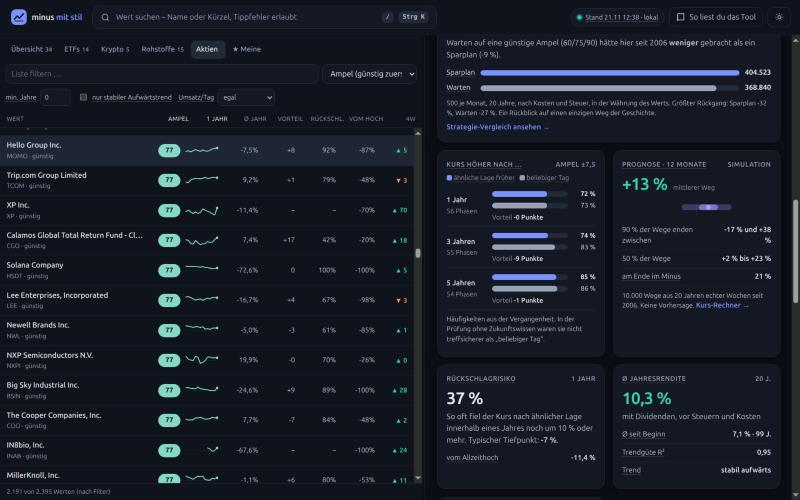 minus mit stil
Wert suchen – Name oder Kürzel, Tippfehler erlaubt
/ Strg K
Stand 21.11 12:38 · lokal
So liest du das Tool
Übersicht 34 ETFs 14 Krypto 5 Rohstoffe 15 Aktien ★ Meine
Liste filtern …
Ampel (günstig zuers
min. Jahre 0 nur stabiler Aufwärtstrend Umsatz/Tag egal
WERT AMPEL 1 JAHR Ø JAHR VORTEIL RÜCKSCHL. VOM HOCH 4W
Hello Group Inc.
MOMO · günstig
77 -7,5% +8 92% -87% ▲ 5
Trip.com Group Limited
TCOM · günstig
77 9,2% +1 79% -48% ▼ 3
XP Inc.
XP · günstig
77 -11,4% – – -70% ▲ 70
Calamos Global Total Return Fund - Cl…
CGO · günstig
77 7,4% +17 42% -20% ▲ 18
Solana Company
HSDT · günstig
77 -72,6% 0 100% -100% ▲ 5
Lee Enterprises, Incorporated
LEE · günstig
77 -16,7% +4 67% -98% ▼ 3
Newell Brands Inc.
NWL · günstig
77 -5,0% -3 61% -85% ▲ 1
NXP Semiconductors N.V.
NXPI · günstig
77 19,9% -0 70% -26% ▲ 0
Big Sky Industrial Inc.
BSIN · günstig
77 -24,6% +9 89% -100% ▲ 28
The Cooper Companies, Inc.
COO · günstig
77 7,7% -7 84% -48% ▲ 2
IN8bio, Inc.
INAB · günstig
77 -67,6% – – -100% ▲ 24
MillerKnoll, Inc.
MLKN · günstig
77 -1,1% +6 80% -53% ▲ 11
2.191 von 2.395 Werten (nach Filter)
Warten auf eine günstige Ampel (60/75/90) hätte hier seit 2006 weniger gebracht als ein
Sparplan (-9 %).
Sparplan 404.523
Warten 368.840
500 je Monat, 20 Jahre, nach Kosten und Steuer, in der Währung des Werts. Größter Rückgang: Sparplan -32
%, Warten -27 %. Ein Rückblick auf einen einzigen Weg der Geschichte.
Strategie-Vergleich ansehen →
KURS HÖHER NACH … AMPEL ±7,5
ähnliche Lage früher beliebiger Tag
1 Jahr 72 %
56 Phasen 73 %
Vorteil -0 Punkte
3 Jahren 74 %
55 Phasen 83 %
Vorteil -9 Punkte
5 Jahren 85 %
54 Phasen 86 %
Vorteil -1 Punkte
Häufigkeiten aus der Vergangenheit. In der
Prüfung ohne Zukunftswissen waren sie nicht
treffsicherer als „beliebiger Tag“.
PROGNOSE · 12 MONATE SIMULATION
+13 % mittlerer Weg
90 % der Wege enden -17 % und +38
zwischen %
50 % der Wege +2 % bis +23 %
am Ende im Minus 21 %
10.000 Wege aus 20 Jahren echter Wochen seit
2006. Keine Vorhersage. Kurs-Rechner →
RÜCKSCHLAGRISIKO 1 JAHR
37 %
So oft fiel der Kurs nach ähnlicher Lage
innerhalb eines Jahres noch um 10 % oder
mehr. Typischer Tiefpunkt: -7 %.
vom Allzeithoch -11,4 %
Ø JAHRESRENDITE 20 J.
10,3 %
mit Dividenden, vor Steuern und Kosten
Ø seit Beginn 7,1 % · 99 J.
Trendgüte R² 0,95
Trend stabil aufwärts